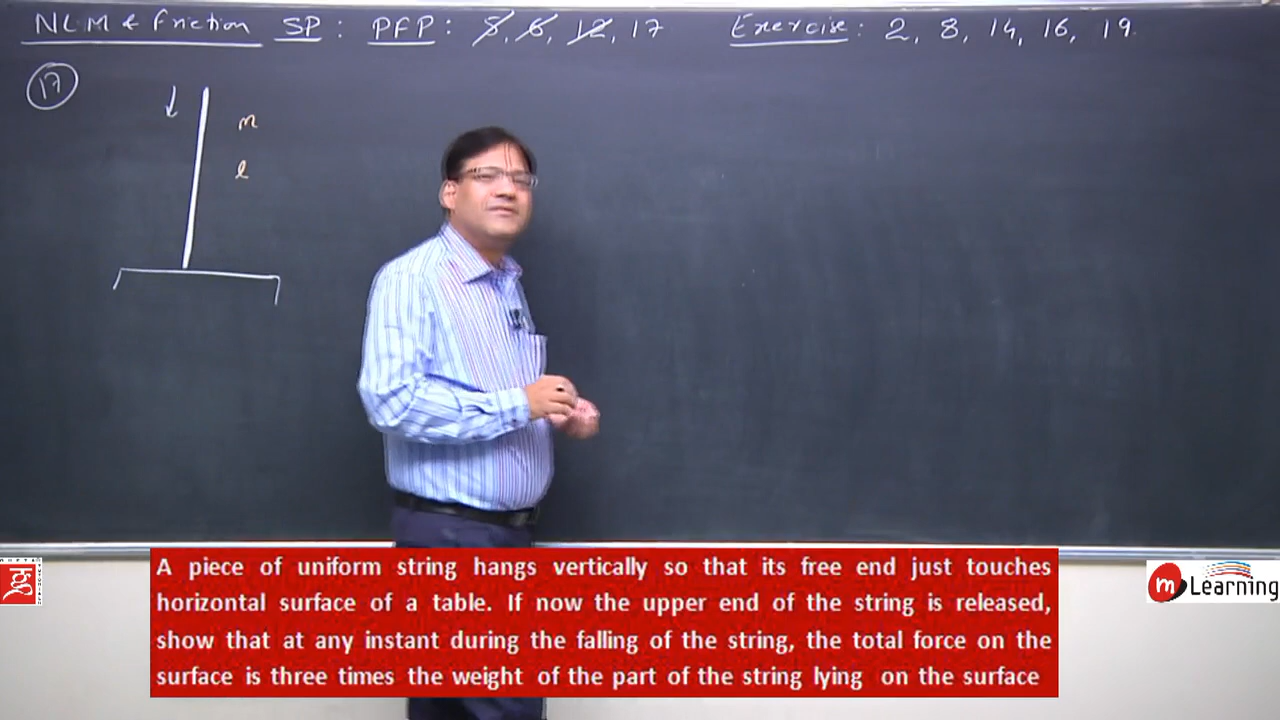 NLM & Friction SP : PFP : 5, 6, 12, 17 Exercise : 2, 8, 14, 16, 19
17
m
l
A piece of uniform string hangs vertically so that its free end just touches
horizontal surface of a table. If now the upper end of the string is released,
show that at any instant during the falling of the string, the total force on the
surface is three times the weight of the part of the string lying on the surface
m Learning